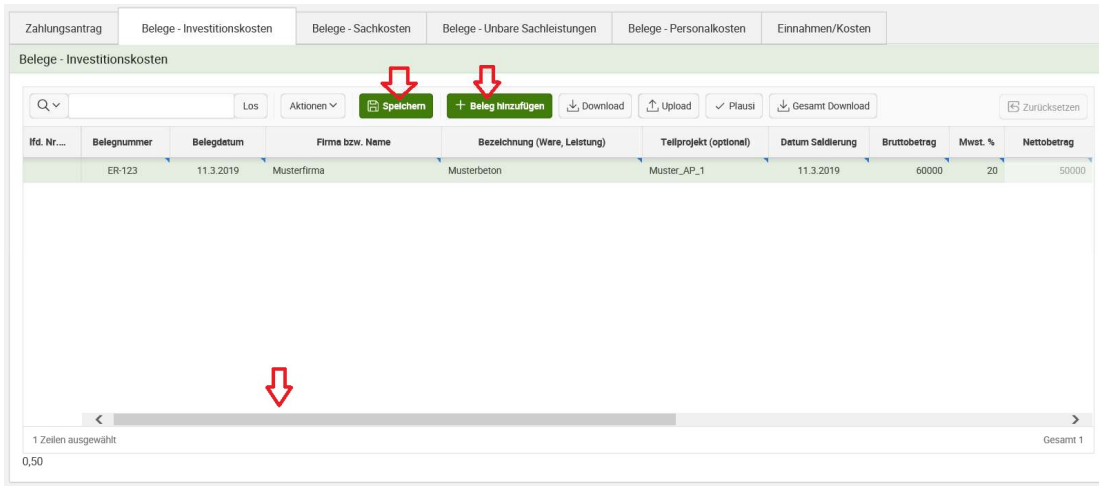 Zahlungsantrag Belege - Investitionskosten Belege - Sachkosten Belege - Unbare Sachleistungen Belege - Personalkosten Einnahmen/Kosten
Belege - Investitionskosten
Los Aktionen Speichern Beleg hinzufügen Download Upload Plausi Gesamt Download Zurücksetzen
lfd. Nr.... Belegnummer Belegdatum Firma bzw. Name Bezeichnung (Ware, Leistung) Teilprojekt (optional) Datum Saldierung Bruttobetrag Mwst. % Nettobetrag
ER-123 11.3.2019 Musterfirma Musterbeton Muster_AP_1 11.3.2019 60000 20 50000
1 Zeilen ausgewählt Gesamt 1
0,50